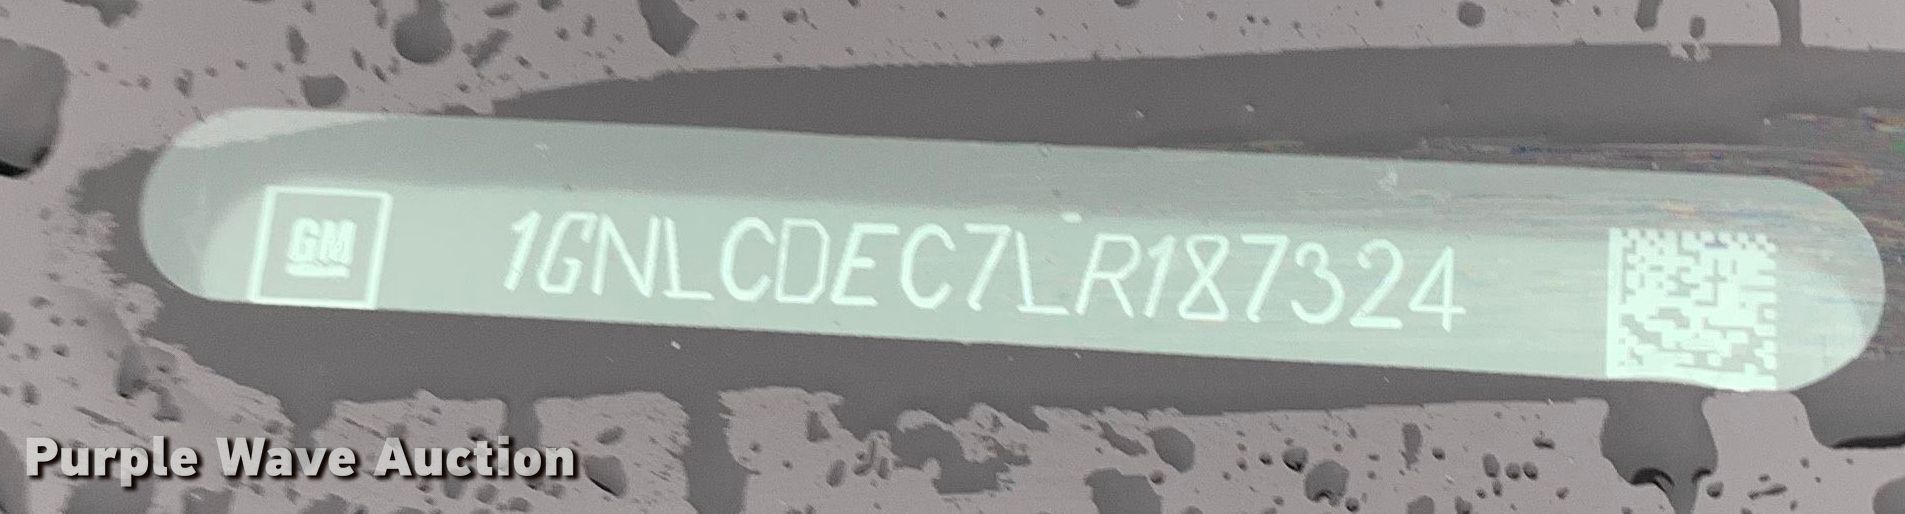 GM 1GNLCDEC7LR187324
Purple Wave Auction